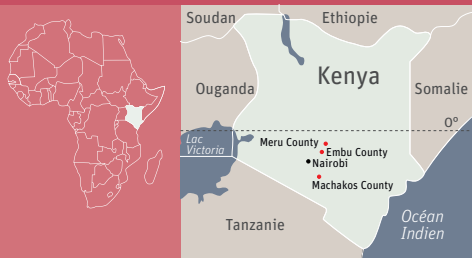 Soudan
Ethiopie
Kenya
Ouganda
Somalie
0°
Lac
Victoria
Meru County
Embu County
Nairobi
Machakos County
Tanzanie
Océan
Indien